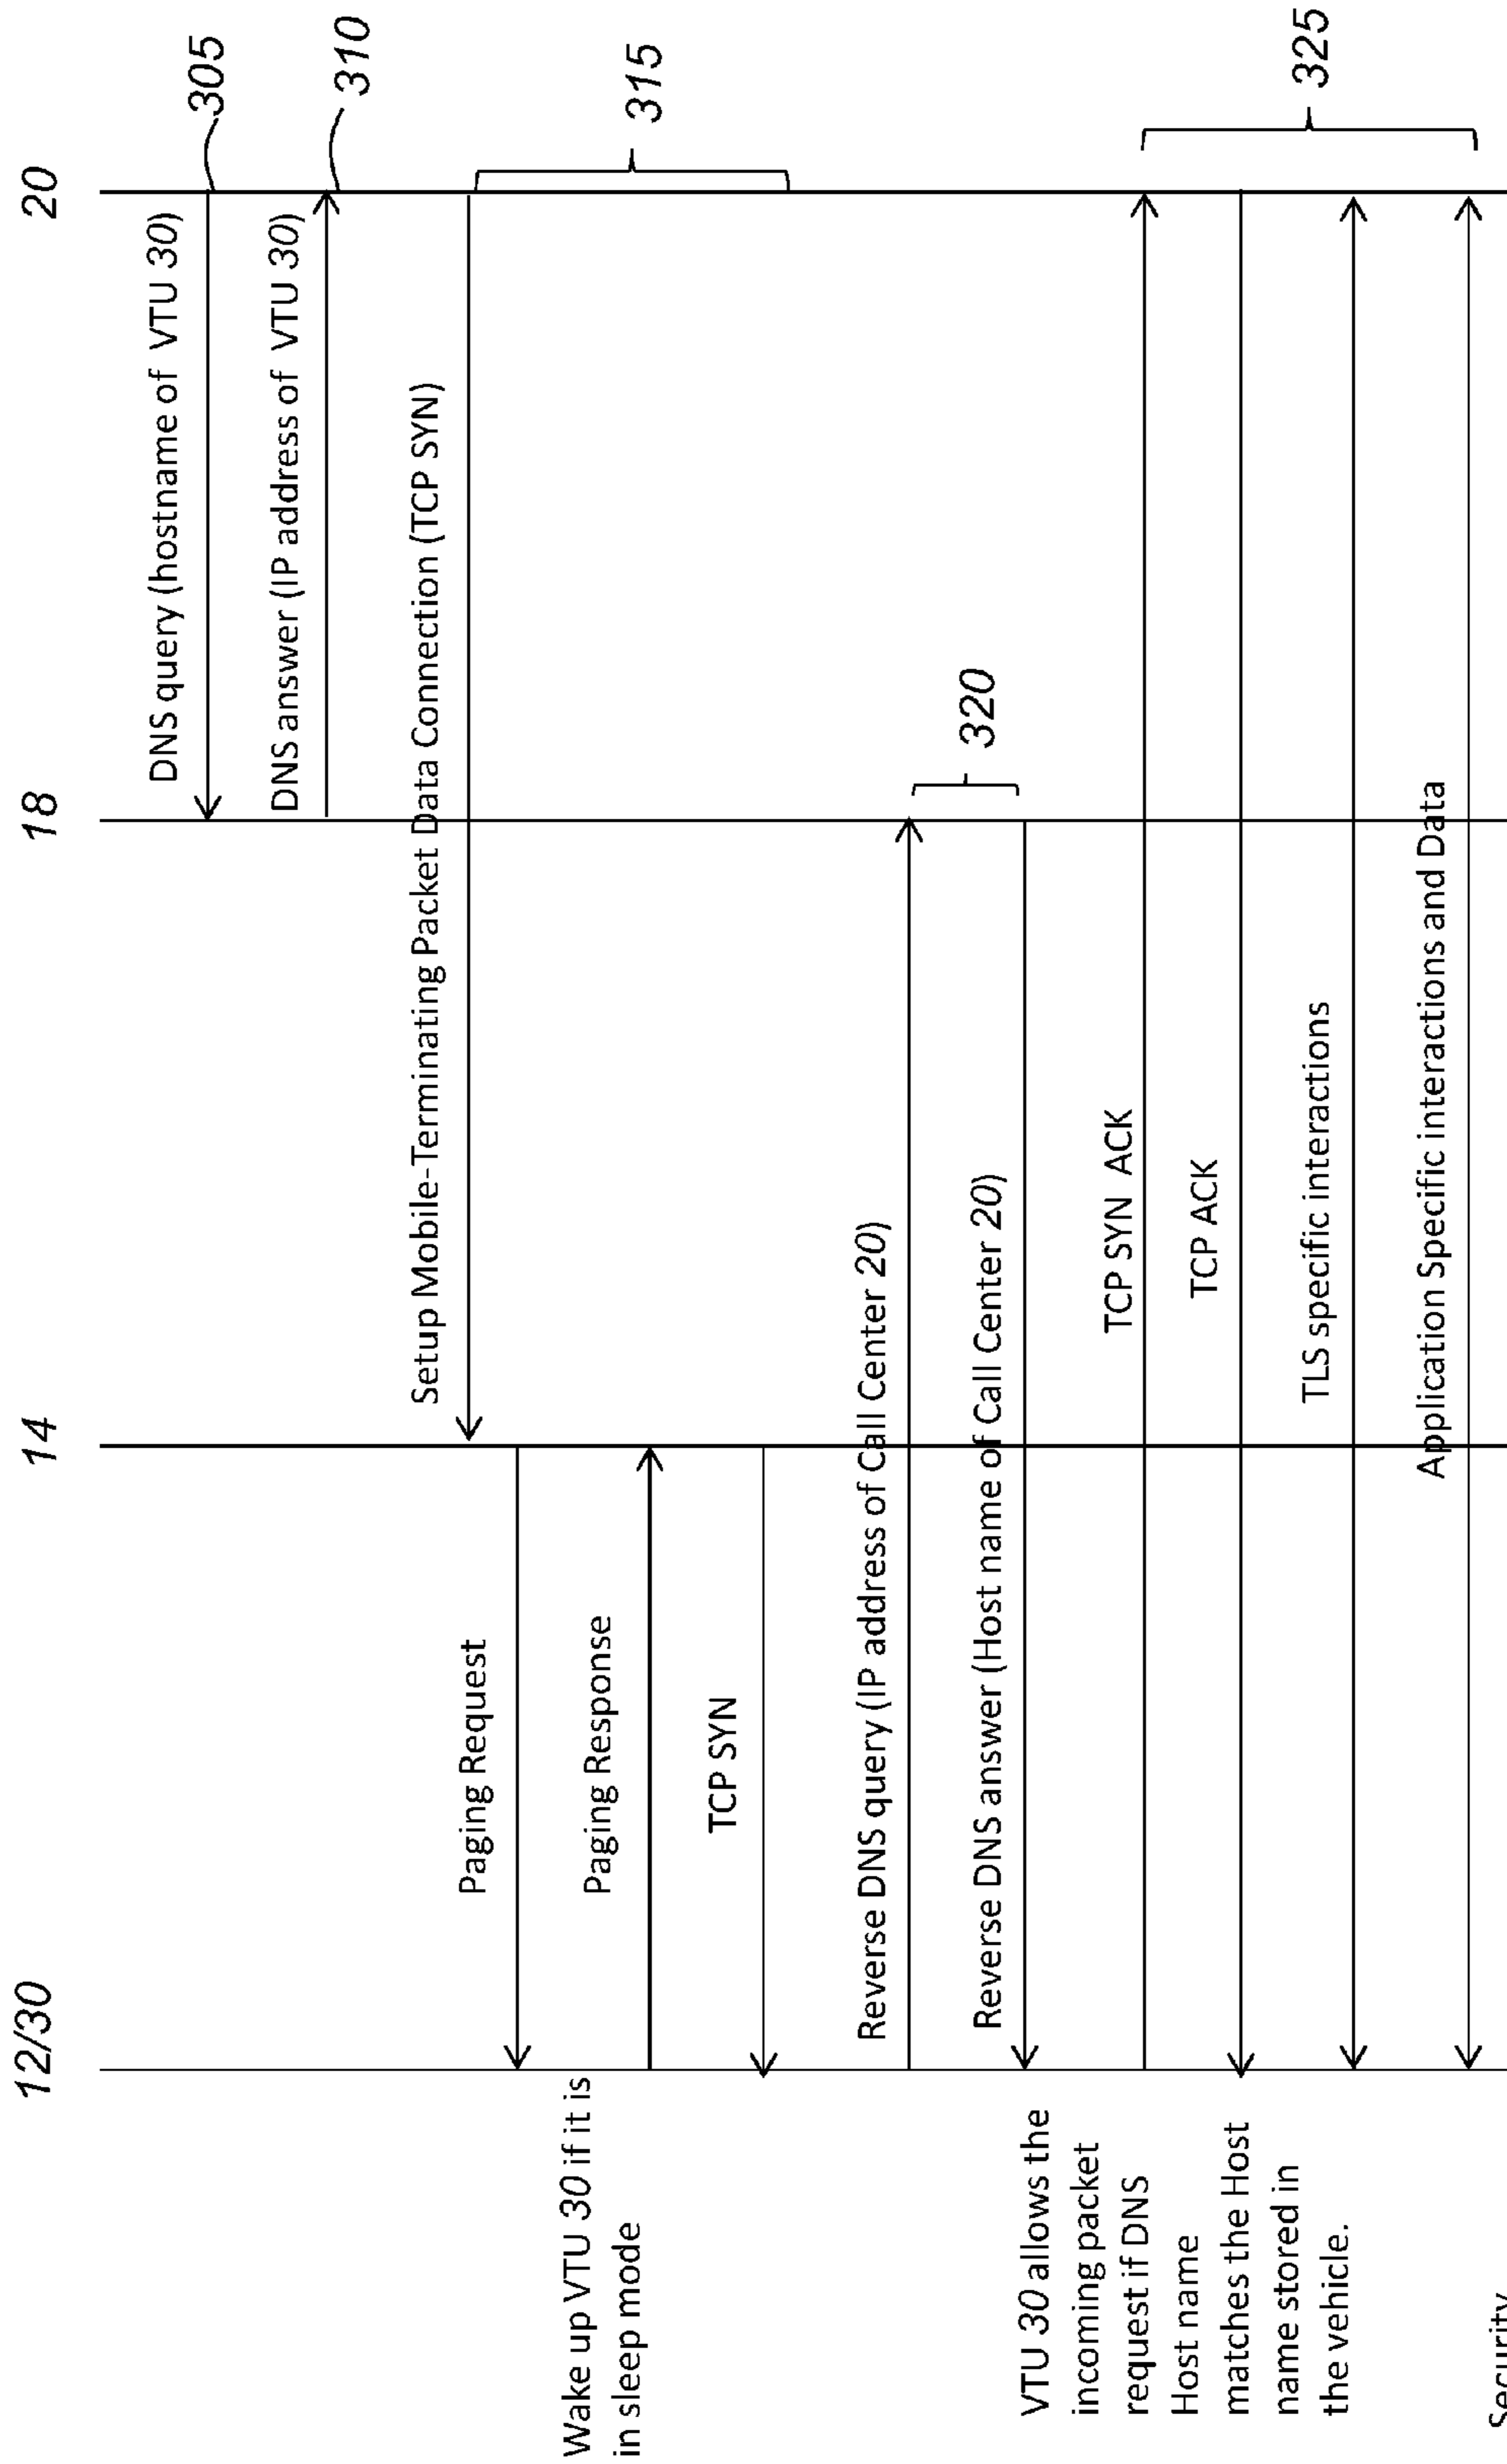 12/30
14
18
20
DNS query (hostname of VTU 30)
305
DNS answer (IP address of VTU 30)
310
Setup Mobile-Terminating Packet Data Connection (TCP SYN)
315
Paging Request
Wake up VTU 30 if it is
in sleep mode
Paging Response
TCP SYN
Reverse DNS query (IP address of Call Center 20)
320
Reverse DNS answer (Host name of Call Center 20)
VTU 30 allows the
incoming packet
request if DNS
Host name
matches the Host
name stored in
the vehicle.
TCP SYN ACK
325
TCP ACK
TLS specific interactions
Application Specific interactions and Data
Security